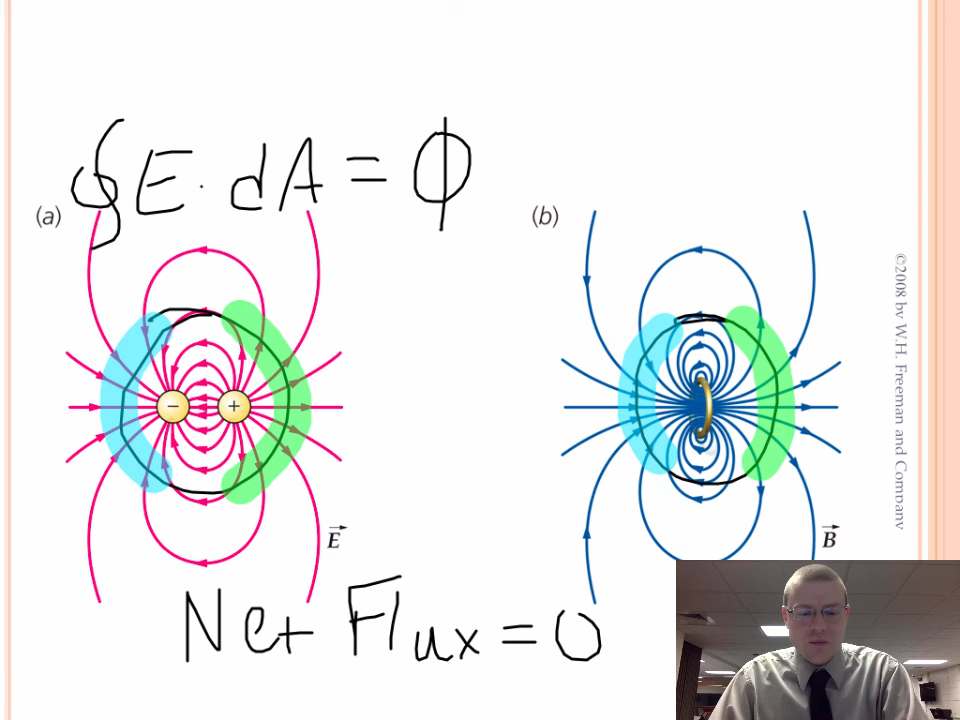 ∮E · dA = ϕ
(a)
(b)
− +
E⃗
B⃗
Net Flux = 0
©2008 by W.H. Freeman and Company